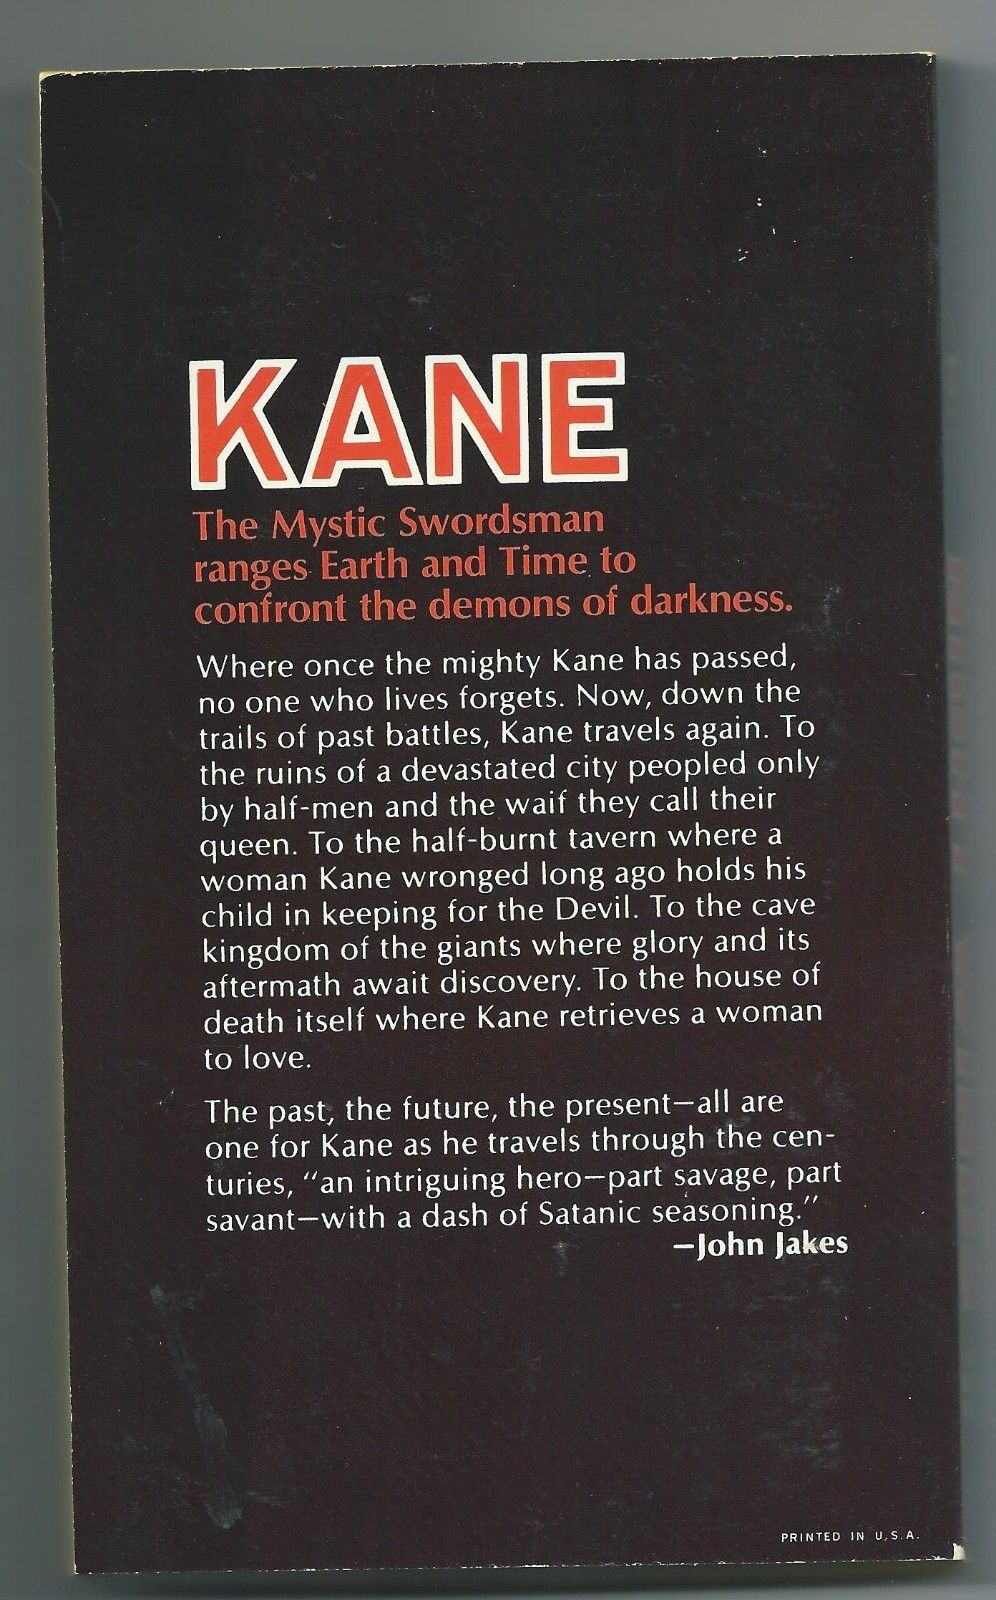 KANE
The Mystic Swordsman
ranges Earth and Time to
confront the demons of darkness.
Where once the mighty Kane has passed,
no one who lives forgets. Now, down the
trails of past battles, Kane travels again. To
the ruins of a devastated city peopled only
by half-men and the waif they call their
queen. To the half-burnt tavern where a
woman Kane wronged long ago holds his
child in keeping for the Devil. To the cave
kingdom of the giants where glory and its
aftermath await discovery. To the house of
death itself where Kane retrieves a woman
to love.
The past, the future, the present—all are
one for Kane as he travels through the cen-
turies, "an intriguing hero—part savage, part
savant—with a dash of Satanic seasoning."
—John Jakes
PRINTED IN U.S.A.